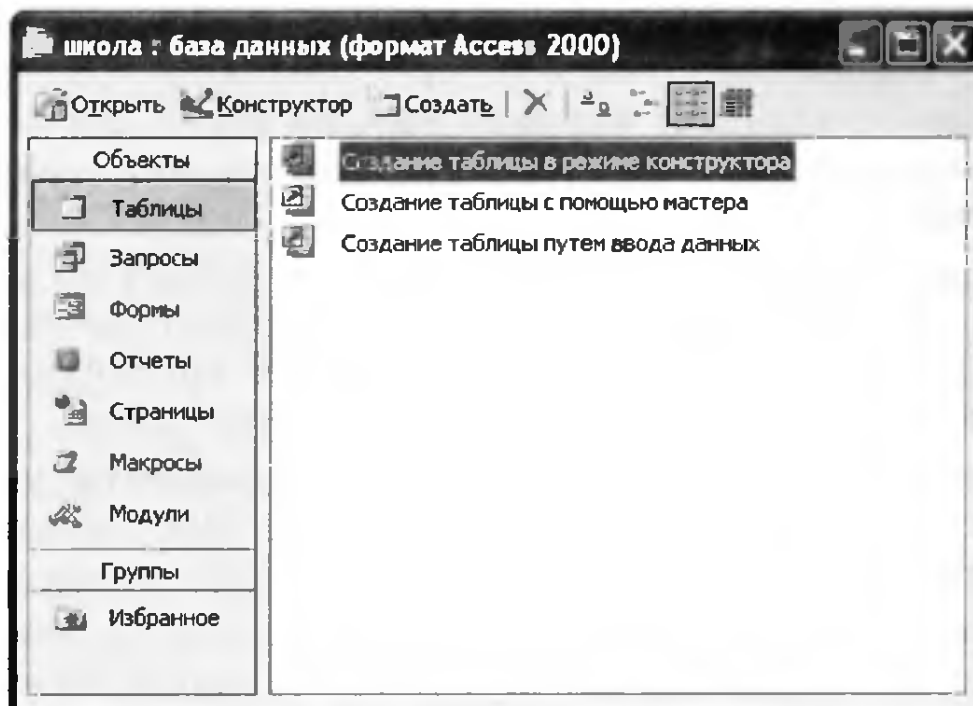 школа : база данных (формат Access 2000)
Открыть Конструктор Создать
Объекты
Таблицы
Запросы
Формы
Отчеты
Страницы
Макросы
Модули
Группы
Избранное
Создание таблицы в режиме конструктора
Создание таблицы с помощью мастера
Создание таблицы путем ввода данных